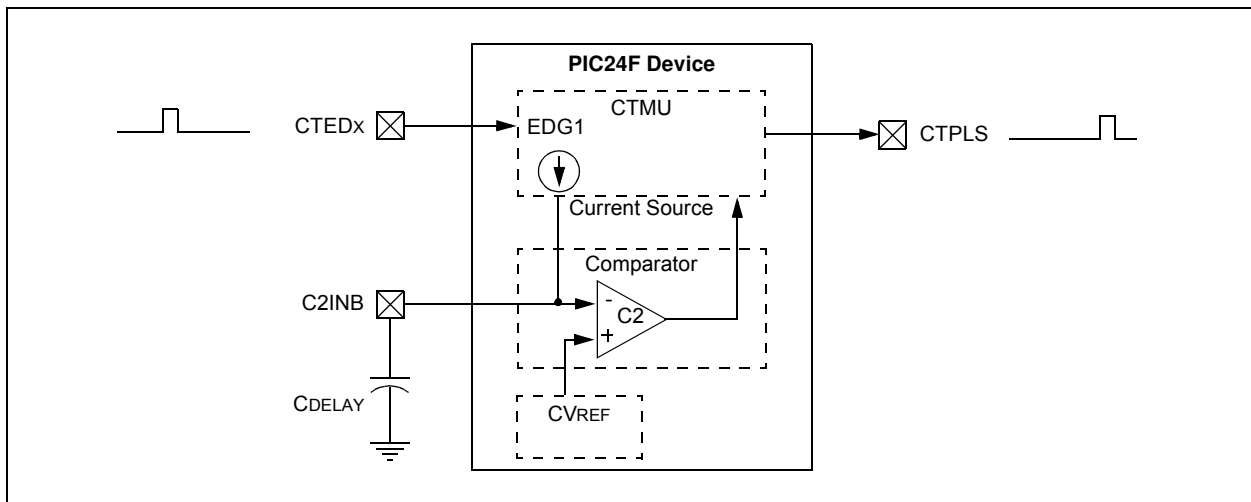 PIC24F Device
CTMU
CTEDX
EDG1
CTPLS
Current Source
Comparator
C2INB
-
C2
+
CDELAY
CVREF